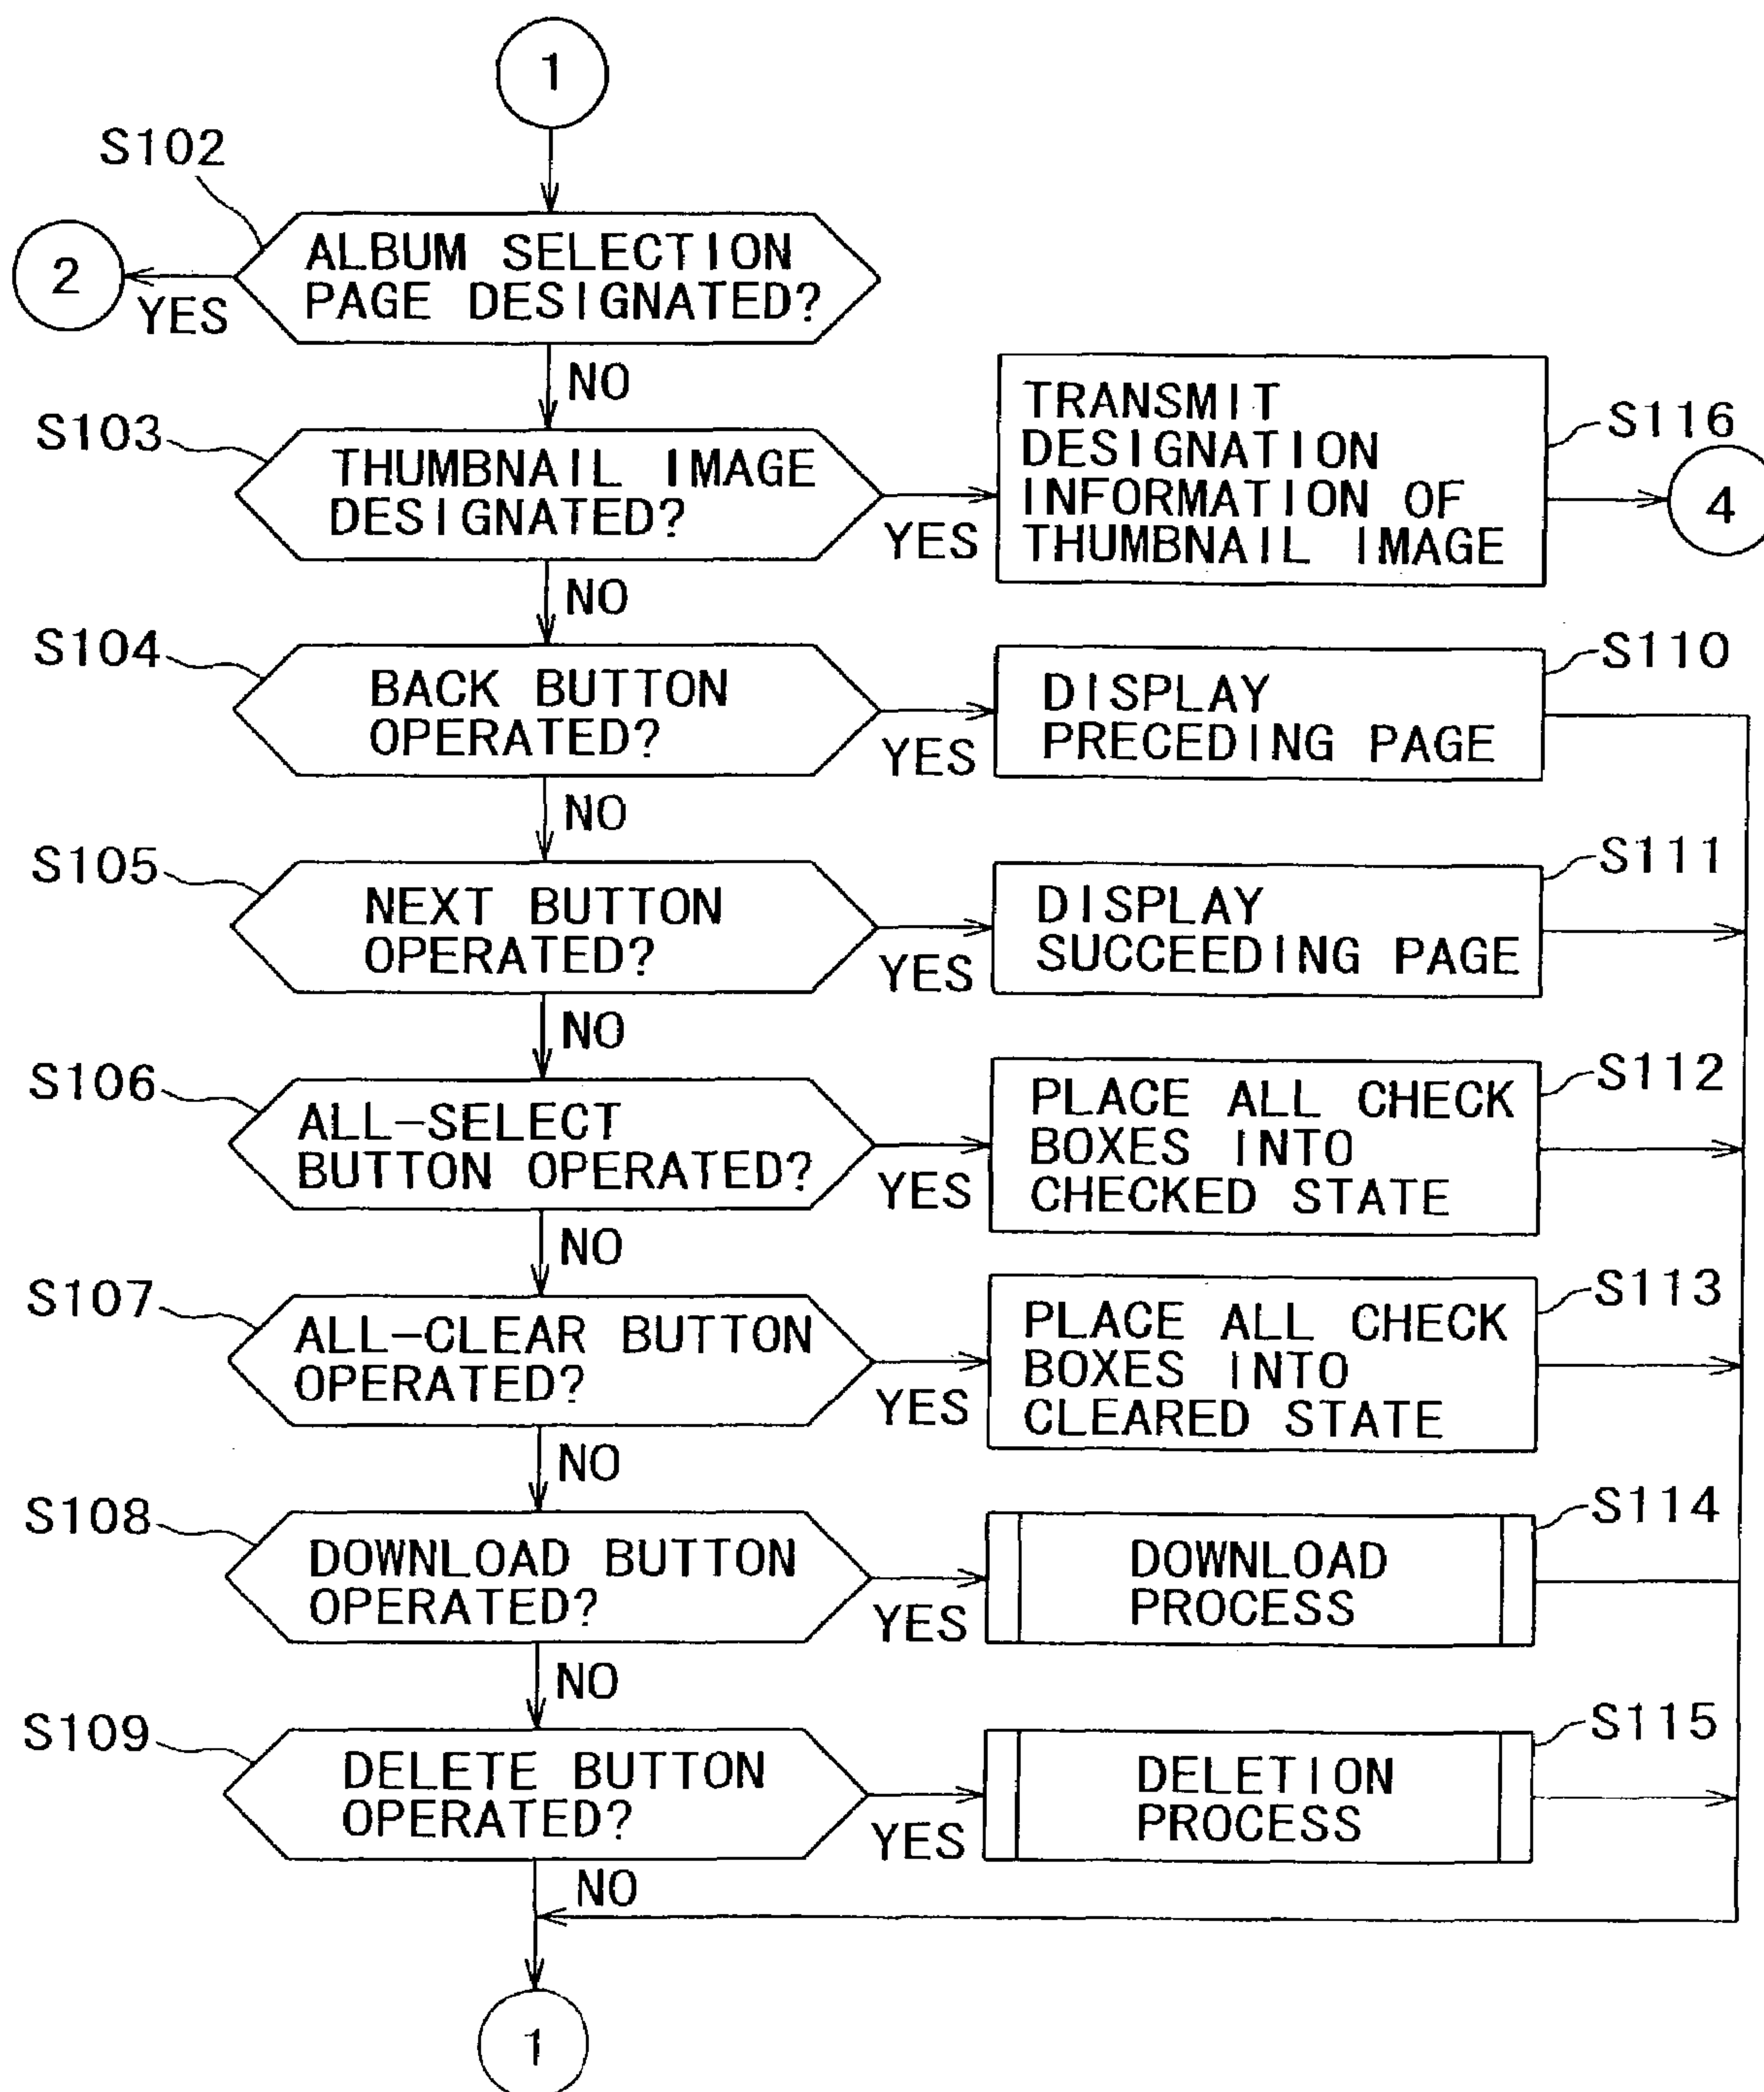 1
S102
ALBUM SELECTION
PAGE DESIGNATED?
2
YES
NO
S103
THUMBNAIL IMAGE
DESIGNATED?
YES
TRANSMIT
DESIGNATION
INFORMATION OF
THUMBNAIL IMAGE
S116
4
NO
S104
BACK BUTTON
OPERATED?
YES
DISPLAY
PRECEDING PAGE
S110
NO
S105
NEXT BUTTON
OPERATED?
YES
DISPLAY
SUCCEEDING PAGE
S111
NO
S106
ALL-SELECT
BUTTON OPERATED?
YES
PLACE ALL CHECK
BOXES INTO
CHECKED STATE
S112
NO
S107
ALL-CLEAR BUTTON
OPERATED?
YES
PLACE ALL CHECK
BOXES INTO
CLEARED STATE
S113
NO
S108
DOWNLOAD BUTTON
OPERATED?
YES
DOWNLOAD
PROCESS
S114
NO
S109
DELETE BUTTON
OPERATED?
YES
DELETION
PROCESS
S115
NO
1